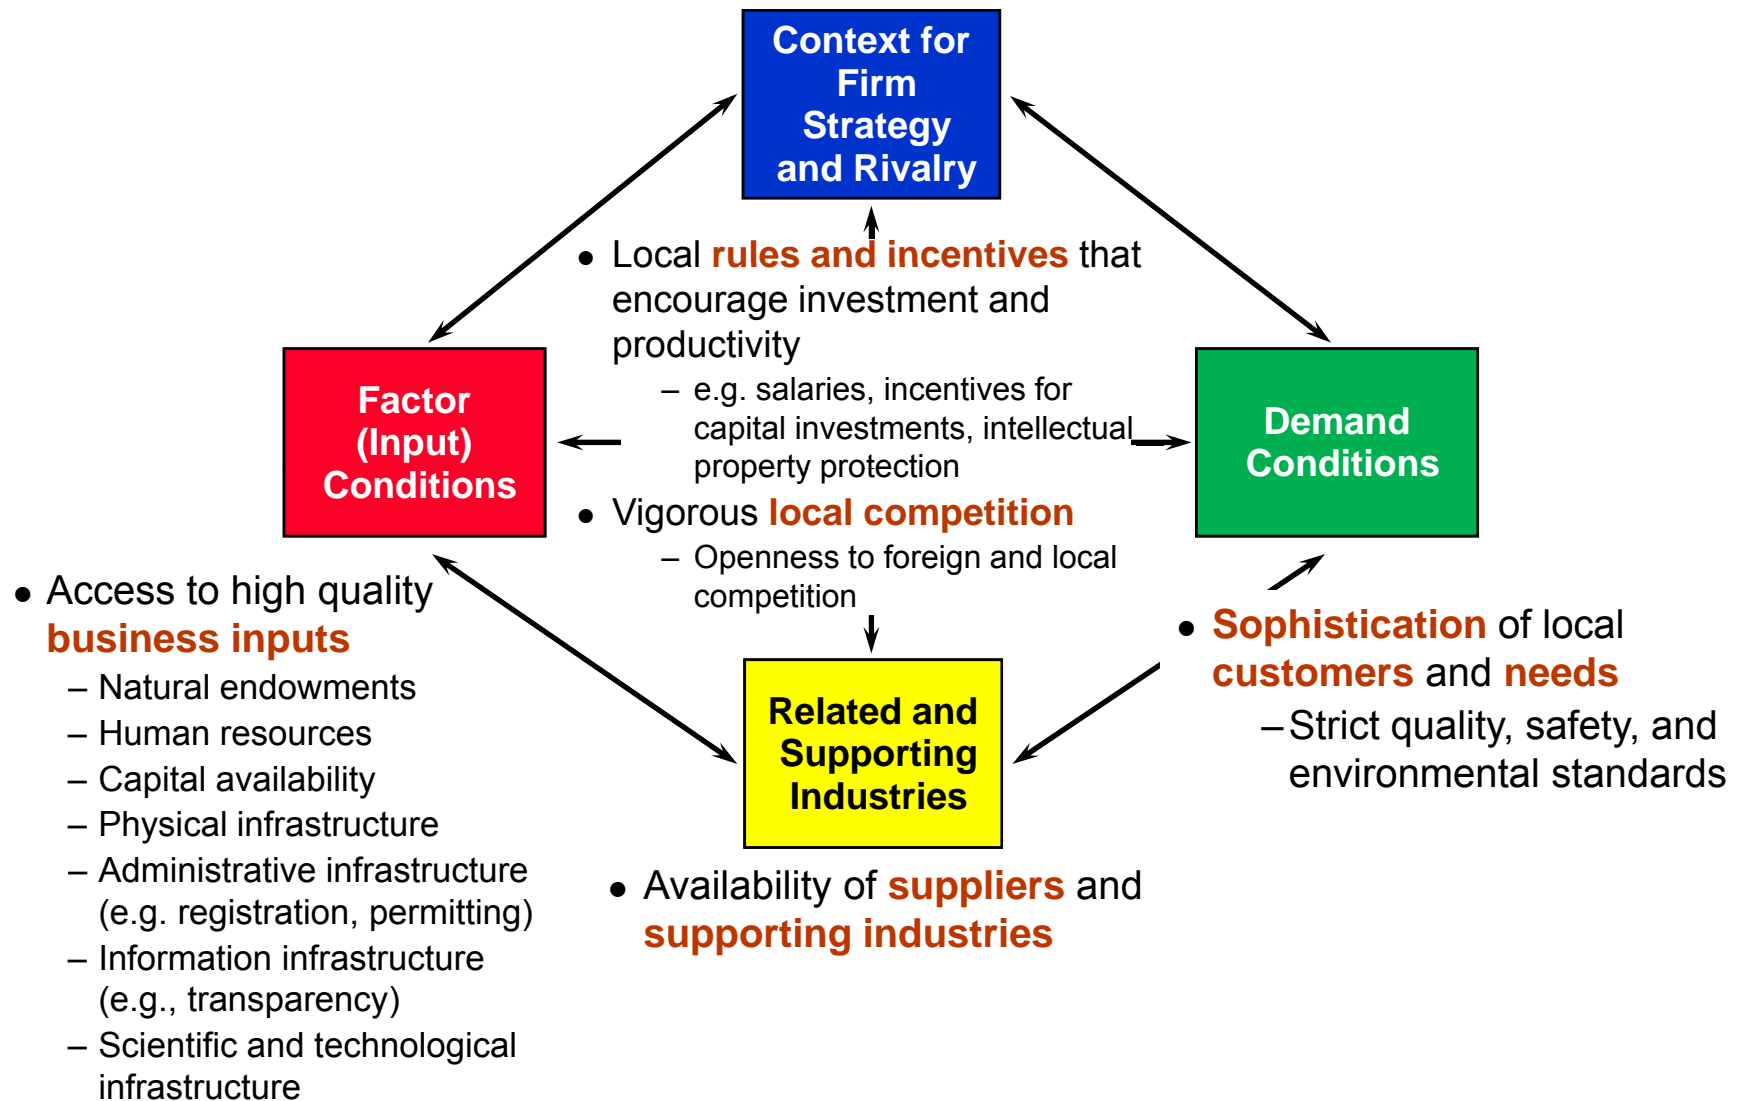 Context for
Firm
Strategy
and Rivalry
● Local rules and incentives that
encourage investment and
productivity
– e.g. salaries, incentives for
capital investments, intellectual
property protection
● Vigorous local competition
– Openness to foreign and local
competition
Factor
(Input)
Conditions
Demand
Conditions
● Access to high quality
business inputs
– Natural endowments
– Human resources
– Capital availability
– Physical infrastructure
– Administrative infrastructure
(e.g. registration, permitting)
– Information infrastructure
(e.g., transparency)
– Scientific and technological
infrastructure
● Sophistication of local
customers and needs
– Strict quality, safety, and
environmental standards
Related and
Supporting
Industries
● Availability of suppliers and
supporting industries